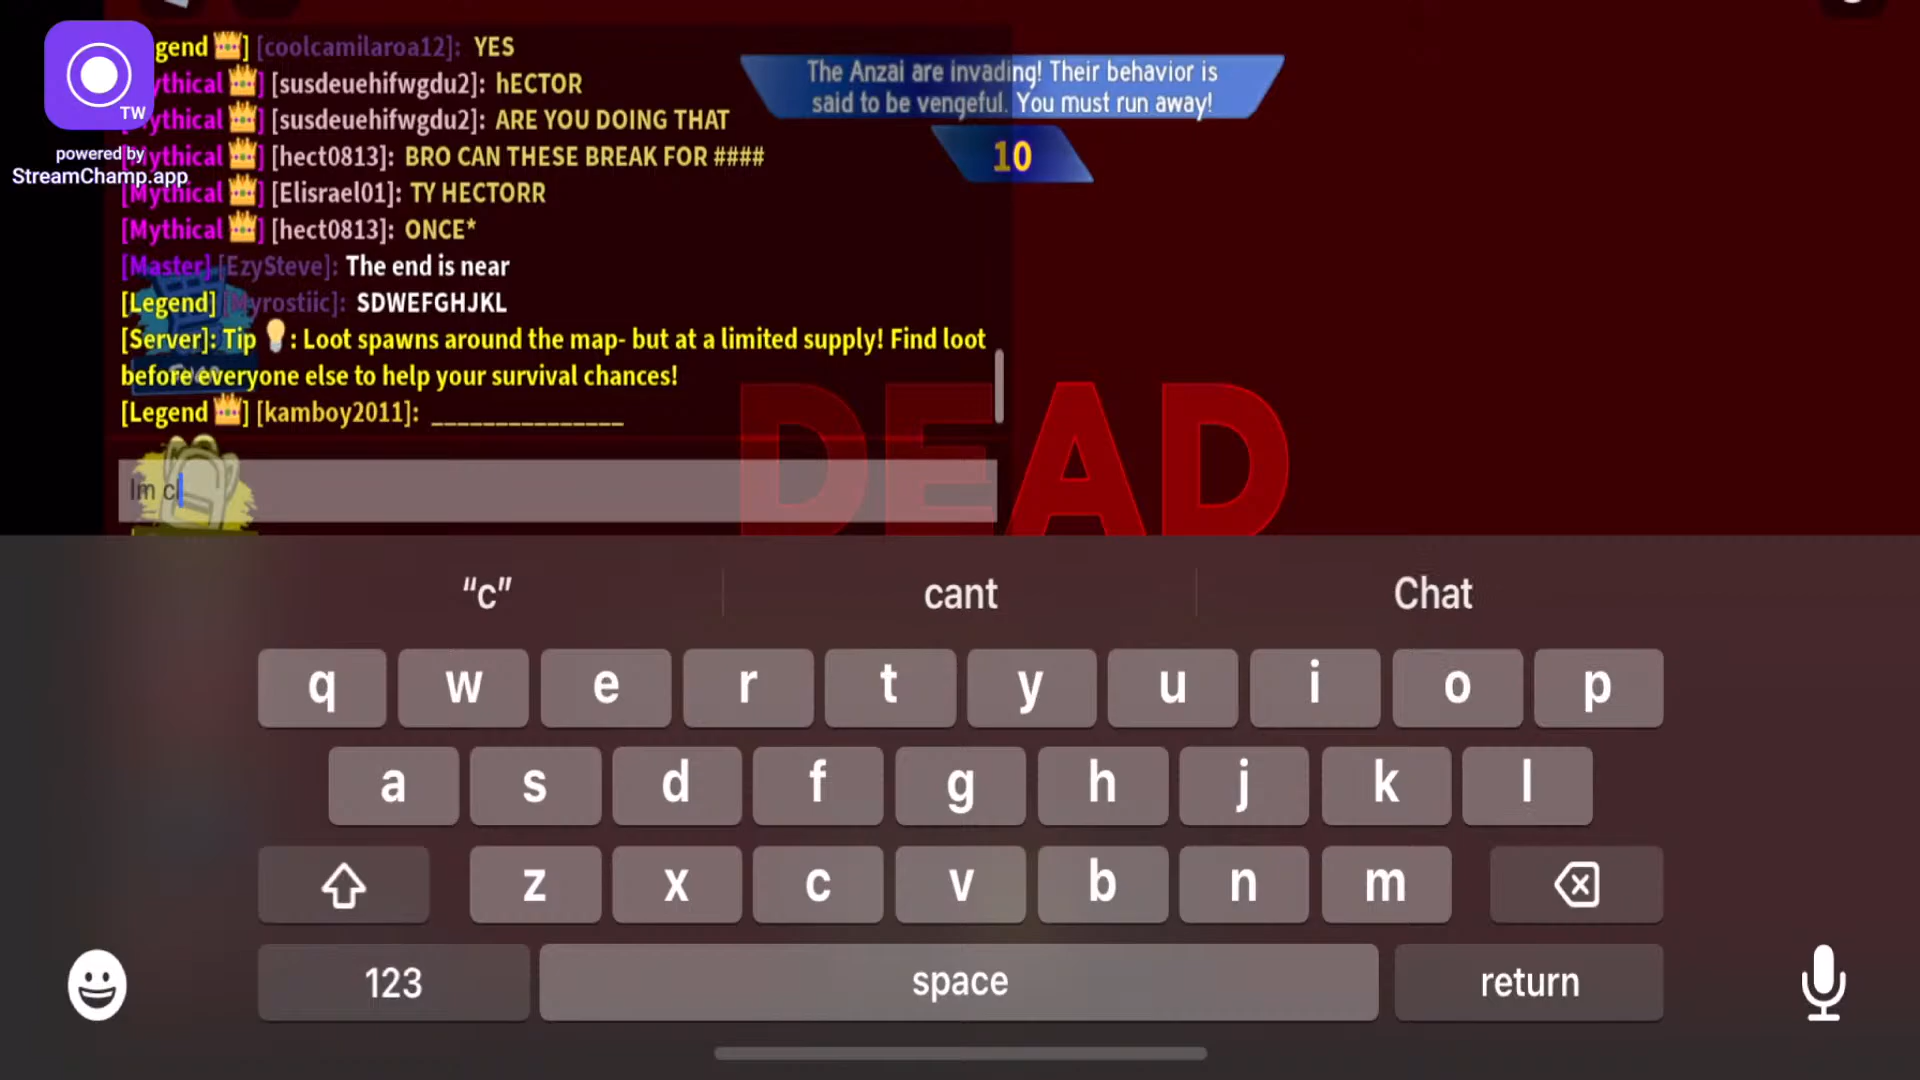 TW
powered by
StreamChamp.app
gend 👑] [coolcamilaroa12]: YES
ythical 👑] [susdeuehifwgdu2]: hECTOR
Mythical 👑] [susdeuehifwgdu2]: ARE YOU DOING THAT
Mythical 👑] [hect0813]: BRO CAN THESE BREAK FOR ####
[Mythical 👑] [Elisrael01]: TY HECTORR
[Mythical 👑] [hect0813]: ONCE*
[Master] [EzySteve]: The end is near
[Legend] [Myrostiic]: SDWEFGHJKL
[Server]: Tip 💡: Loot spawns around the map- but at a limited supply! Find loot
before everyone else to help your survival chances!
[Legend 👑] [kamboy2011]: _______________
The Anzai are invading! Their behavior is
said to be vengeful. You must run away!
10
DEAD
Im c
“c” cant Chat
q w e r t y u i o p
a s d f g h j k l
z x c v b n m
123 space return